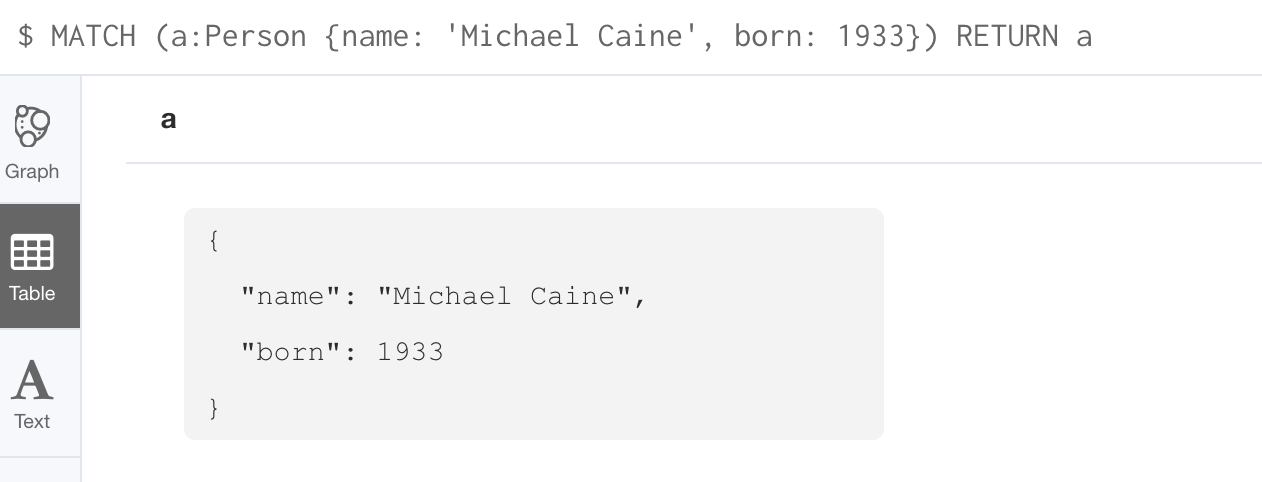 $ MATCH (a:Person {name: 'Michael Caine', born: 1933}) RETURN a
a
Graph
{
Table
"name": "Michael Caine",
"born": 1933
}
A
Text